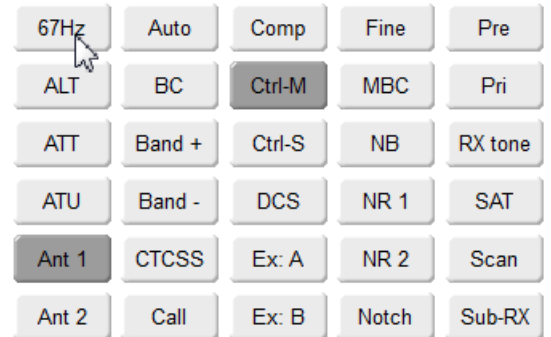 67Hz Auto Comp Fine Pre
ALT BC Ctrl-M MBC Pri
ATT Band + Ctrl-S NB RX tone
ATU Band - DCS NR 1 SAT
Ant 1 CTCSS Ex: A NR 2 Scan
Ant 2 Call Ex: B Notch Sub-RX